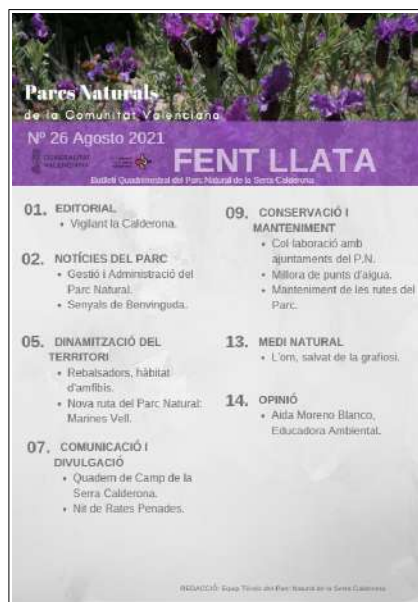 Parcs Naturals
de la Comunitat Valenciana
Nº 26 Agosto 2021
GENERALITAT
VALENCIANA
FENT LLATA
Butlletí Quadrimestral del Parc Natural de la Serra Calderona
01. EDITORIAL
• Vigilant la Calderona.
02. NOTÍCIES DEL PARC
• Gestió i Administració del
Parc Natural.
• Senyals de Benvinguda.
05. DINAMITZACIÓ DEL
TERRITORI
• Rebalsadors, hàbitat
d'amfibis.
• Nova ruta del Parc Natural:
Marines Vell.
07. COMUNICACIÓ I
DIVULGACIÓ
• Quadern de Camp de la
Serra Calderona.
• Nit de Rates Penades.
09. CONSERVACIÓ I
MANTENIMENT
• Col·laboració amb
ajuntaments del P.N.
• Millora de punts d'aigua.
• Manteniment de les rutes del
Parc.
13. MEDI NATURAL
• L'om, salvat de la grafiosi.
14. OPINIÓ
• Aida Moreno Blanco,
Educadora Ambiental.
REDACCIÓ: Equip Tècnic del Parc Natural de la Serra Calderona